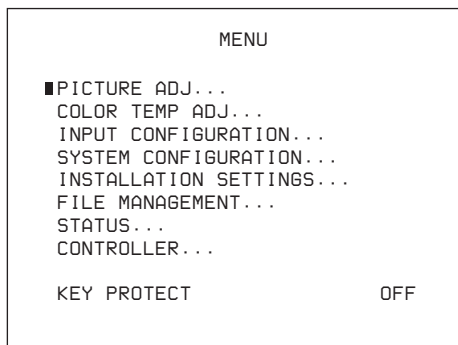 MENU
PICTURE ADJ...
COLOR TEMP ADJ...
INPUT CONFIGURATION...
SYSTEM CONFIGURATION...
INSTALLATION SETTINGS...
FILE MANAGEMENT...
STATUS...
CONTROLLER...
KEY PROTECT OFF